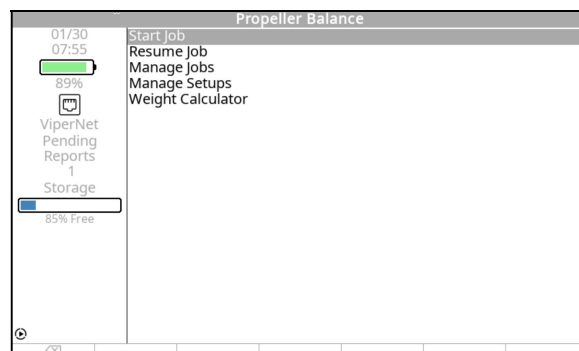 Propeller Balance
01/30
07:55
89%
ViperNet
Pending
Reports
1
Storage
85% Free
Start Job
Resume Job
Manage Jobs
Manage Setups
Weight Calculator